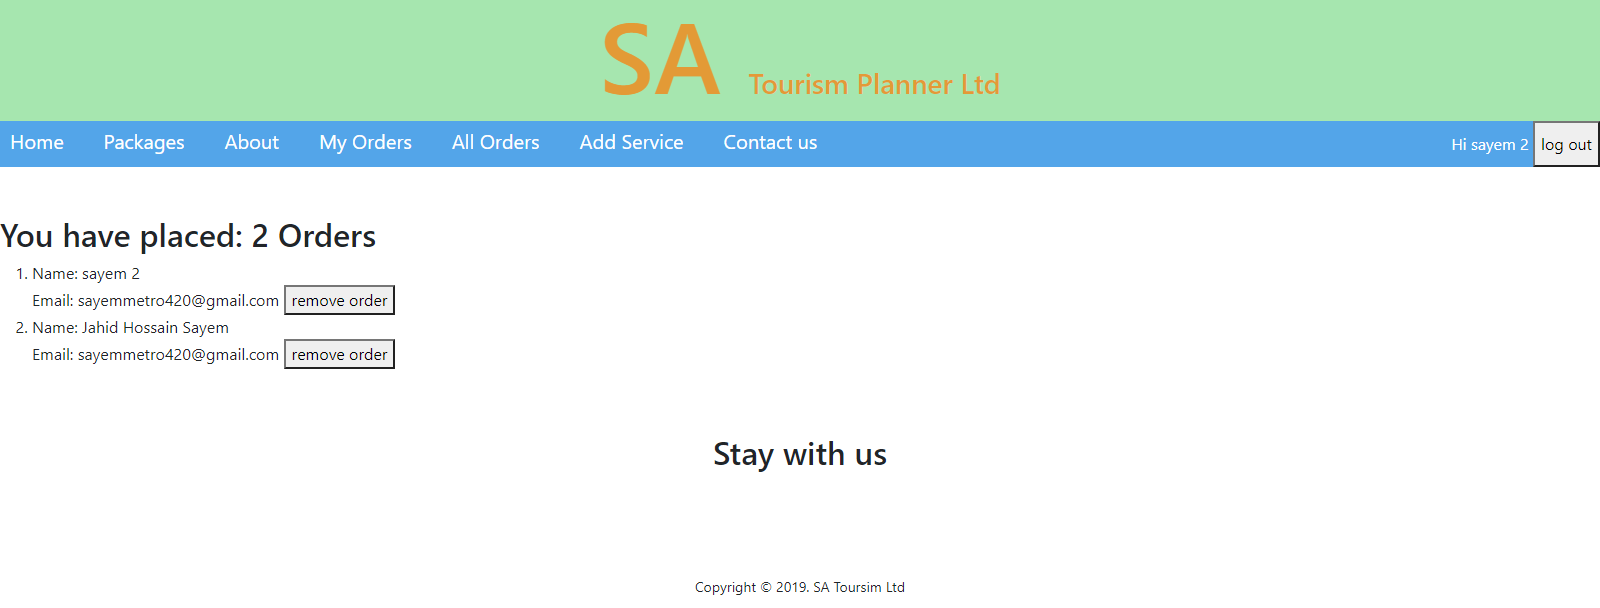 SA Tourism Planner Ltd
Home Packages About My Orders All Orders Add Service Contact us Hi sayem 2 log out
You have placed: 2 Orders
1. Name: sayem 2
Email: sayemmetro420@gmail.com remove order
2. Name: Jahid Hossain Sayem
Email: sayemmetro420@gmail.com remove order
Stay with us
Copyright © 2019. SA Toursim Ltd